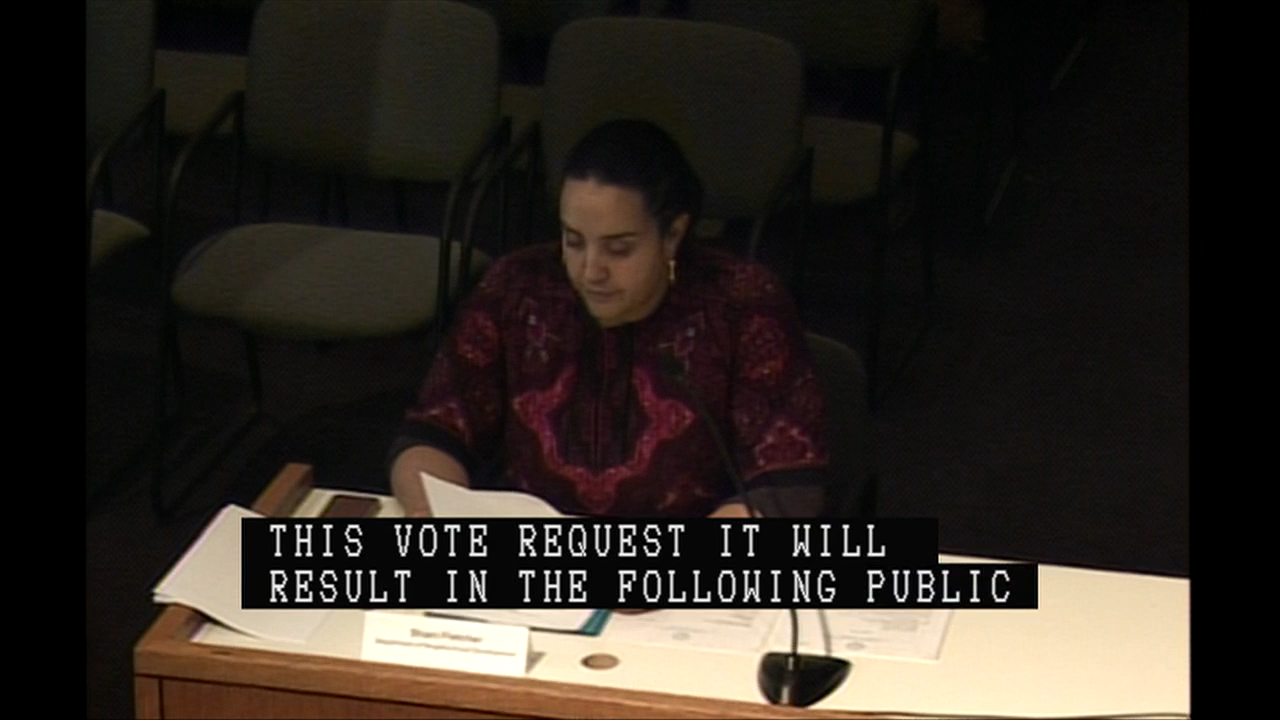 THIS VOTE REQUEST IT WILL
RESULT IN THE FOLLOWING PUBLIC